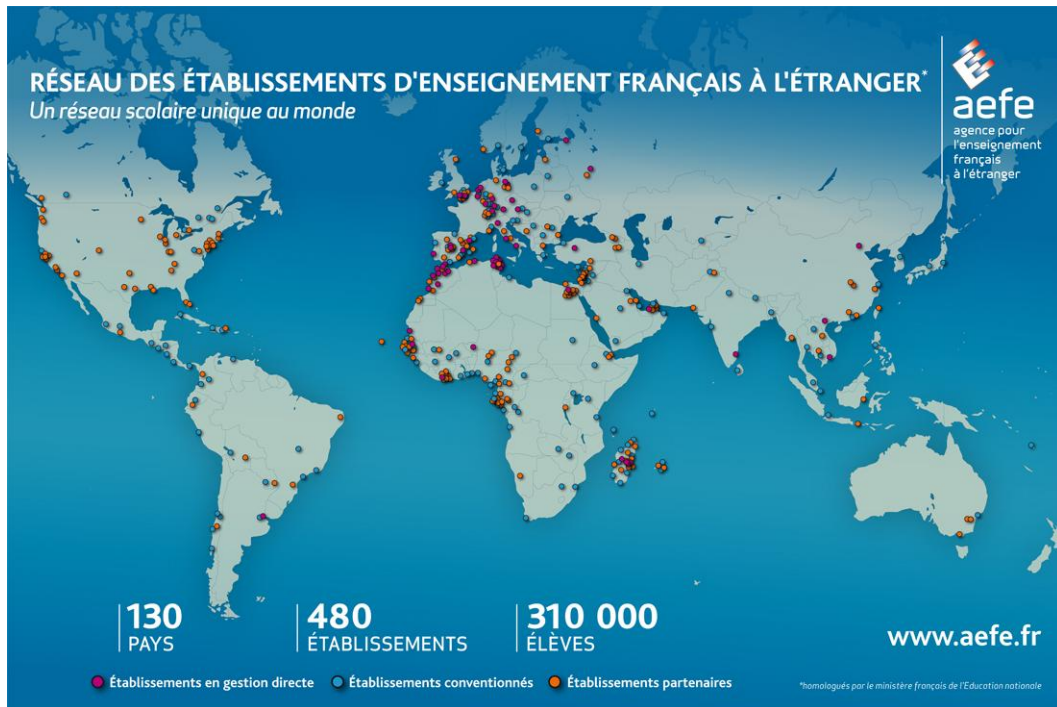 RÉSEAU DES ÉTABLISSEMENTS D'ENSEIGNEMENT FRANÇAIS À L'ÉTRANGER*
Un réseau scolaire unique au monde
aefe
agence pour
l'enseignement
français
à l'étranger
130
PAYS
480
ÉTABLISSEMENTS
310 000
ÉLÈVES
www.aefe.fr
Établissements en gestion directe
Établissements conventionnés
Établissements partenaires
*homologués par le ministère français de l'Education nationale